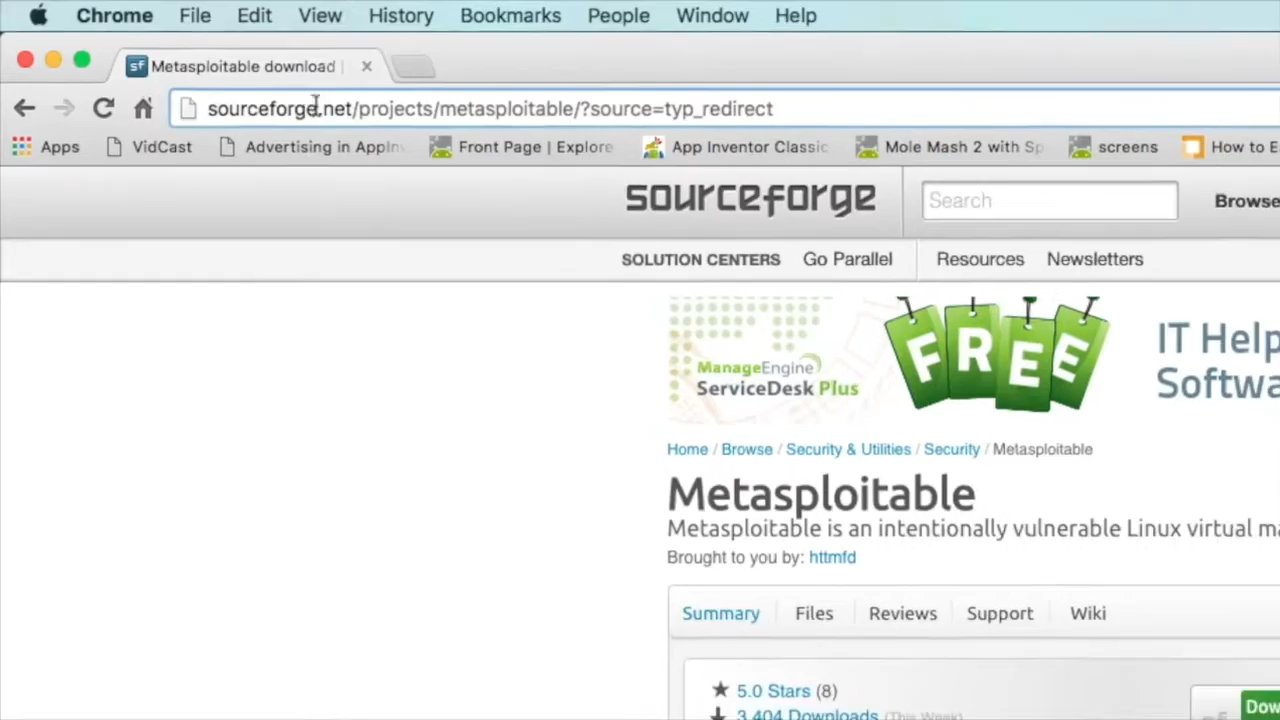 Chrome File Edit View History Bookmarks People Window Help
sf Metasploitable download
sourceforge.net/projects/metasploitable/?source=typ_redirect
Apps VidCast Advertising in AppInv Front Page | Explore App Inventor Classic Mole Mash 2 with Sp screens How to E
sourceforge Search Browse
SOLUTION CENTERS Go Parallel Resources Newsletters
ManageEngine
ServiceDesk Plus
FREE
IT Help
Softwa
Home / Browse / Security & Utilities / Security / Metasploitable
Metasploitable
Metasploitable is an intentionally vulnerable Linux virtual ma
Brought to you by: httmfd
Summary Files Reviews Support Wiki
5.0 Stars (8)
3,404 Downloads (This Week)
Dow